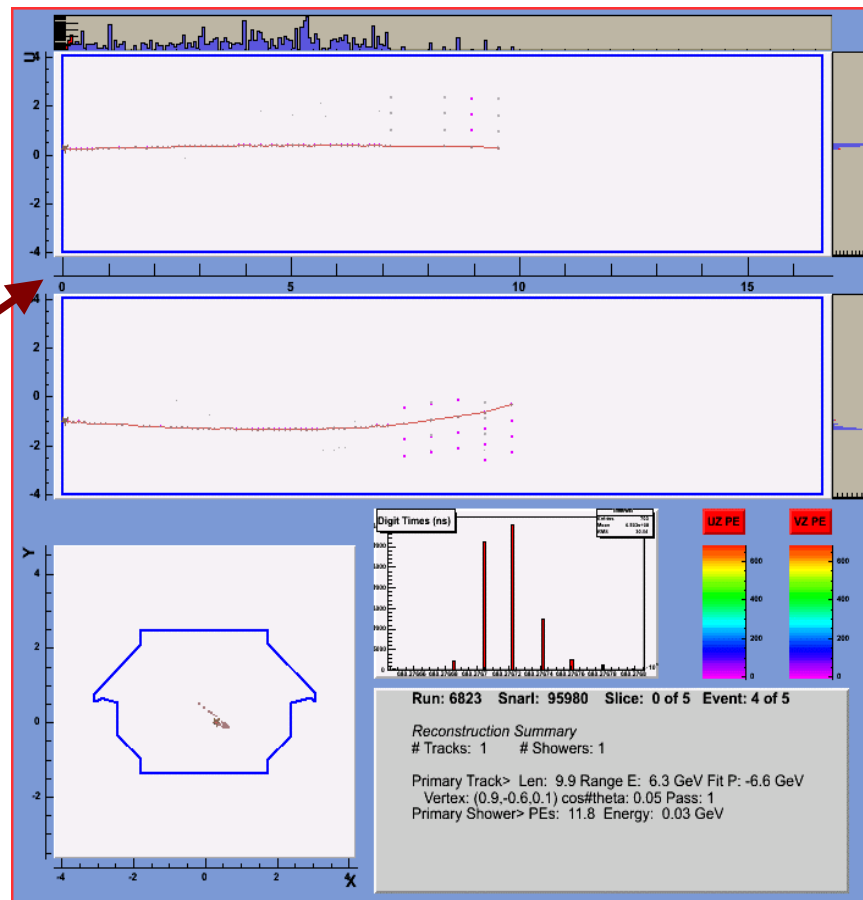 U
4
2
0
-2
-4
0 5 10 15
4
2
0
-2
-4
Digit Times (ns)
UZ PE
VZ PE
600
400
200
0
600
400
200
0
Y
4
2
0
-2
-4 -2 0 2 4
X
Run: 6823 Snarl: 95980 Slice: 0 of 5 Event: 4 of 5
Reconstruction Summary
# Tracks: 1 # Showers: 1
Primary Track> Len: 9.9 Range E: 6.3 GeV Fit P: -6.6 GeV
Vertex: (0.9,-0.6,0.1) cos#theta: 0.05 Pass: 1
Primary Shower> PEs: 11.8 Energy: 0.03 GeV